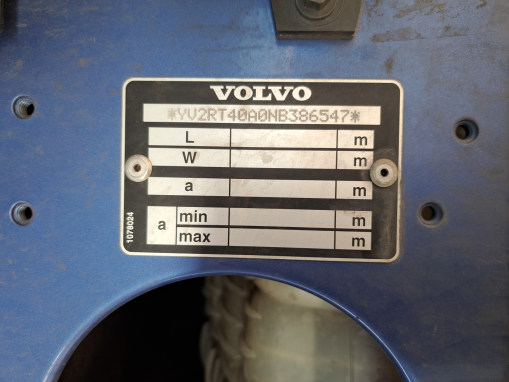 VOLVO
*YV2RT40A0NB386547*
L m
W m
a m
a min m
max m
1078024